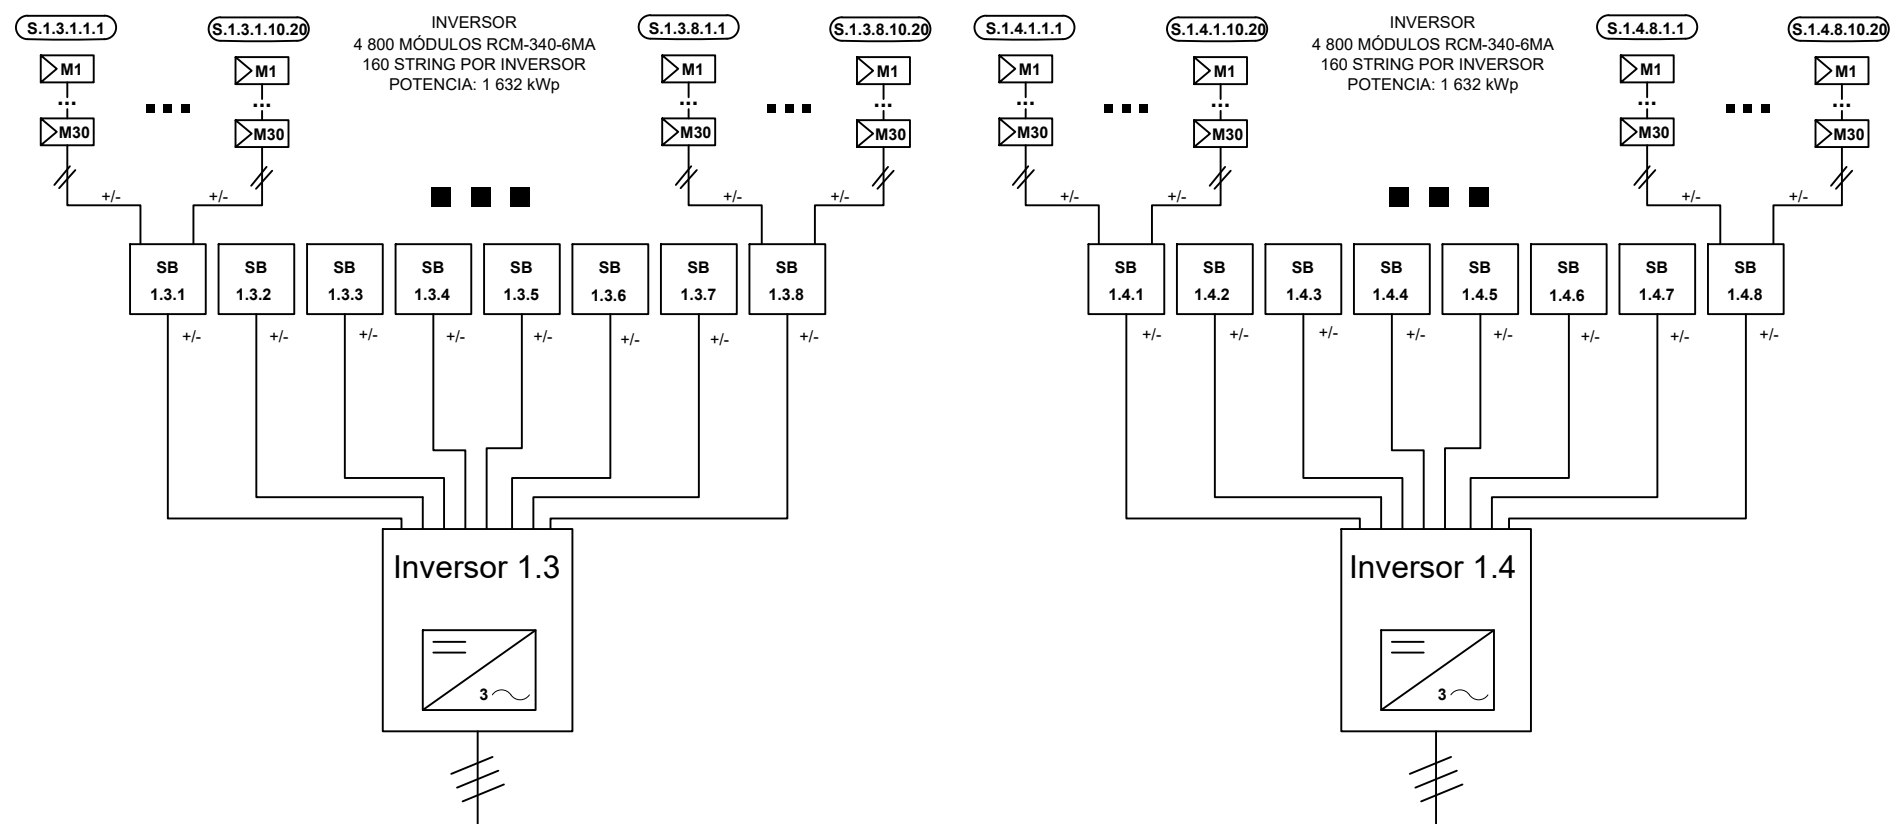 S.1.3.1.1.1
S.1.3.1.10.20
INVERSOR
4 800 MÓDULOS RCM-340-6MA
160 STRING POR INVERSOR
POTENCIA: 1 632 kWp
S.1.3.8.1.1
S.1.3.8.10.20
M1
M1
M1
M1
...
...
...
...
M30
M30
M30
M30
+/-
+/-
+/-
+/-
SB
1.3.1
SB
1.3.2
SB
1.3.3
SB
1.3.4
SB
1.3.5
SB
1.3.6
SB
1.3.7
SB
1.3.8
+/-
+/-
+/-
+/-
+/-
+/-
+/-
+/-
Inversor 1.3
3
S.1.4.1.1.1
S.1.4.1.10.20
INVERSOR
4 800 MÓDULOS RCM-340-6MA
160 STRING POR INVERSOR
POTENCIA: 1 632 kWp
S.1.4.8.1.1
S.1.4.8.10.20
M1
M1
M1
M1
...
...
...
...
M30
M30
M30
M30
+/-
+/-
+/-
+/-
SB
1.4.1
SB
1.4.2
SB
1.4.3
SB
1.4.4
SB
1.4.5
SB
1.4.6
SB
1.4.7
SB
1.4.8
+/-
+/-
+/-
+/-
+/-
+/-
+/-
+/-
Inversor 1.4
3